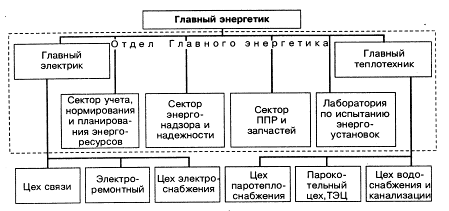 Главный энергетик
Отдел Главного энергетика
Главный
электрик
Главный
теплотехник
Сектор учета,
нормирования
и планирования
энерго-
ресурсов
Сектор
энерго-
надзора и
надежности
Сектор
ППР и
запчастей
Лаборатория
по испытанию
энерго-
установок
Цех связи
Электро-
ремонтный
Цех электро-
снабжения
Цех
паротепло-
снабжения
Пароко-
тельный
цех, ТЭЦ
Цех водо-
снабжения и
канализации